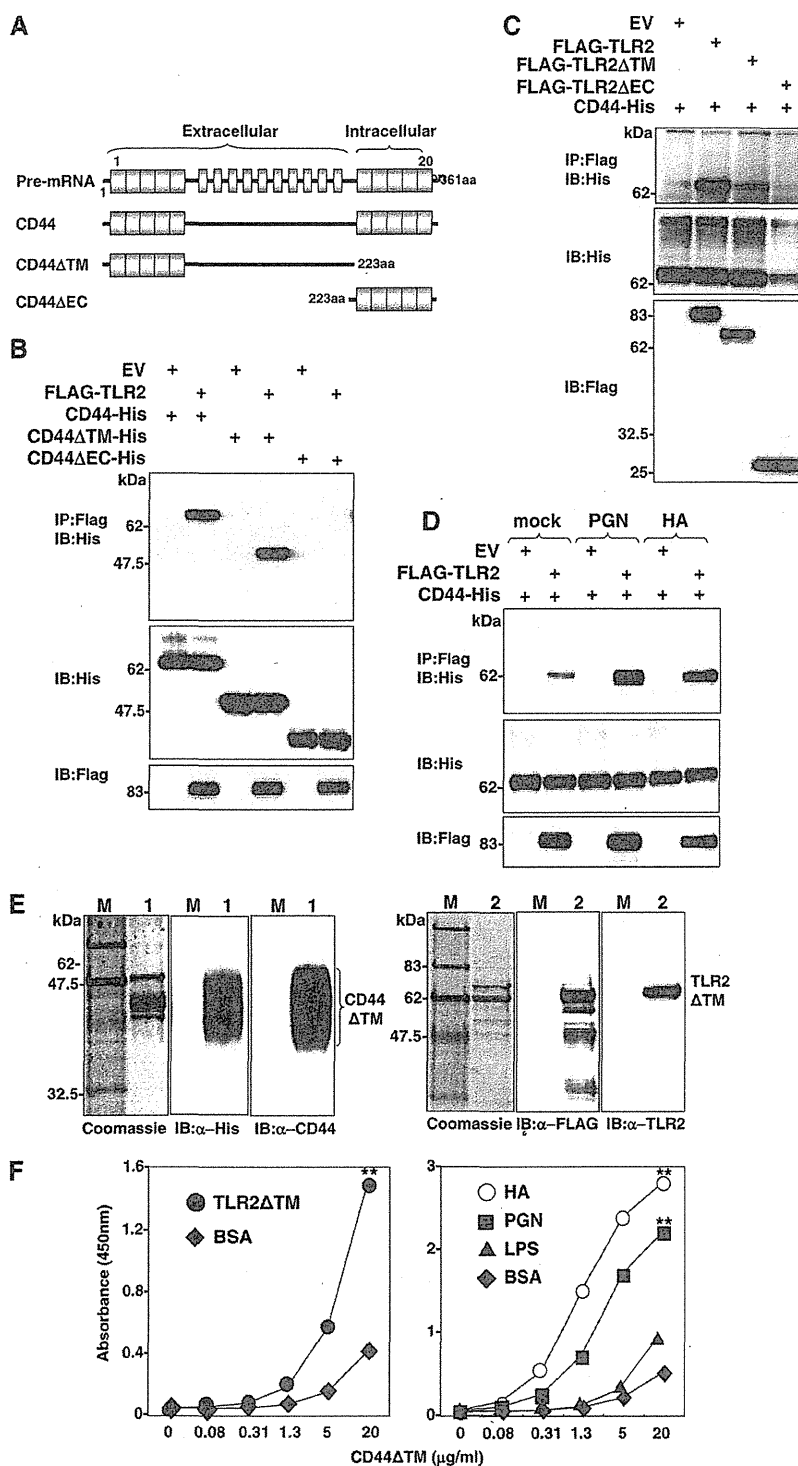 A
Extracellular
Intracellular
1
20
Pre-mRNA
1
361aa
CD44
CD44ΔTM
223aa
CD44ΔEC
223aa
B
EV + + +
FLAG-TLR2 + + +
CD44-His + +
CD44ΔTM-His + +
CD44ΔEC-His + +
kDa
IP:Flag
IB:His
62-
47.5-
IB:His
62-
47.5-
IB:Flag
83-
C
EV +
FLAG-TLR2 +
FLAG-TLR2ΔTM +
FLAG-TLR2ΔEC +
CD44-His + + + +
kDa
IP:Flag
IB:His
62-
IB:His
62-
83-
62-
IB:Flag
32.5-
25-
D
mock PGN HA
EV + + +
FLAG-TLR2 + + +
CD44-His + + + + + +
kDa
IP:Flag
IB:His
62-
IB:His
62-
IB:Flag
83-
E
M 1 M 1 M 1
kDa
62-
47.5-
32.5-
CD44
ΔTM
Coomassie IB:α-His IB:α-CD44
M 2 M 2 M 2
kDa
83-
62-
47.5-
TLR2
ΔTM
Coomassie IB:α-FLAG IB:α-TLR2
F
Absorbance (450nm)
1.6
1.2
0.8
0.4
0
TLR2ΔTM
BSA
**
0 0.08 0.31 1.3 5 20
3
2
1
0
HA
PGN
LPS
BSA
**
**
0 0.08 0.31 1.3 5 20
CD44ΔTM (μg/ml)